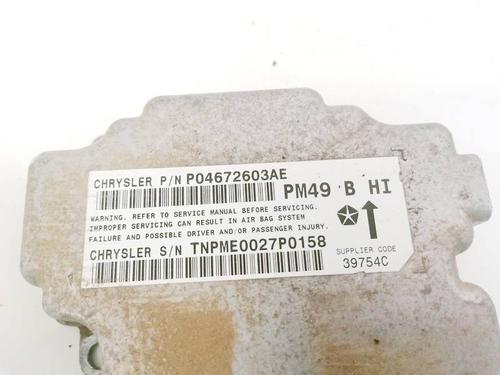 CHRYSLER P/N P04672603AE
PM49 B HI
WARNING. REFER TO SERVICE MANUAL BEFORE SERVICING.
IMPROPER SERVICING CAN RESULT IN AIR BAG SYSTEM
FAILURE AND POSSIBLE DRIVER AND/OR PASSENGER INJURY.
CHRYSLER S/N TNPME0027P0158
SUPPLIER CODE
39754C